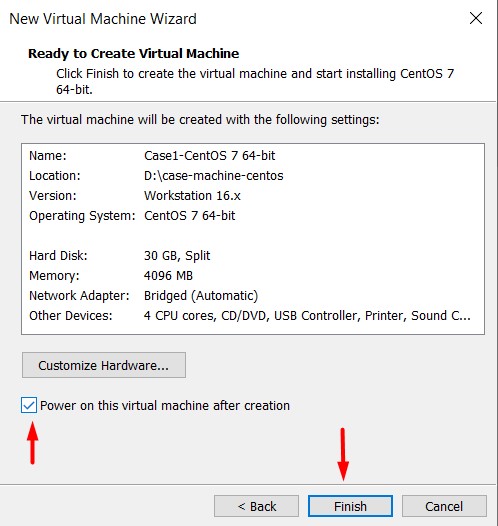 New Virtual Machine Wizard
Ready to Create Virtual Machine
Click Finish to create the virtual machine and start installing CentOS 7
64-bit.
The virtual machine will be created with the following settings:
Name: Case1-CentOS 7 64-bit
Location: D:\case-machine-centos
Version: Workstation 16.x
Operating System: CentOS 7 64-bit
Hard Disk: 30 GB, Split
Memory: 4096 MB
Network Adapter: Bridged (Automatic)
Other Devices: 4 CPU cores, CD/DVD, USB Controller, Printer, Sound C...
Customize Hardware...
Power on this virtual machine after creation
< Back Finish Cancel